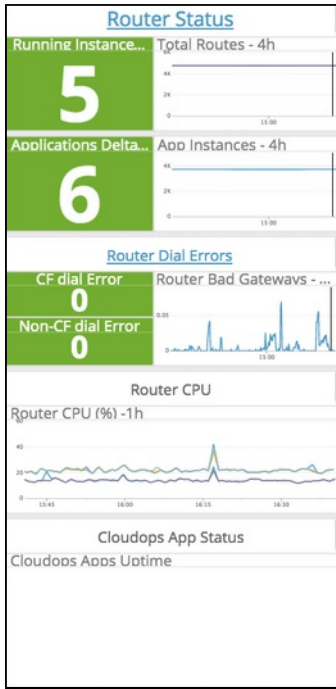 Router Status
Running Instance... Total Routes - 4h
6K
4K
2K
0
15:00
5
Applications Delta... App Instances - 4h
4K
2K
0
15:00
6
Router Dial Errors
CF dial Error
0
Router Bad Gateways - ...
0.05
0
15:00
Non-CF dial Error
0
Router CPU
Router CPU (%) -1h
60
40
20
0
15:45 16:00 16:15 16:30
Cloudops App Status
Cloudops Apps Uptime